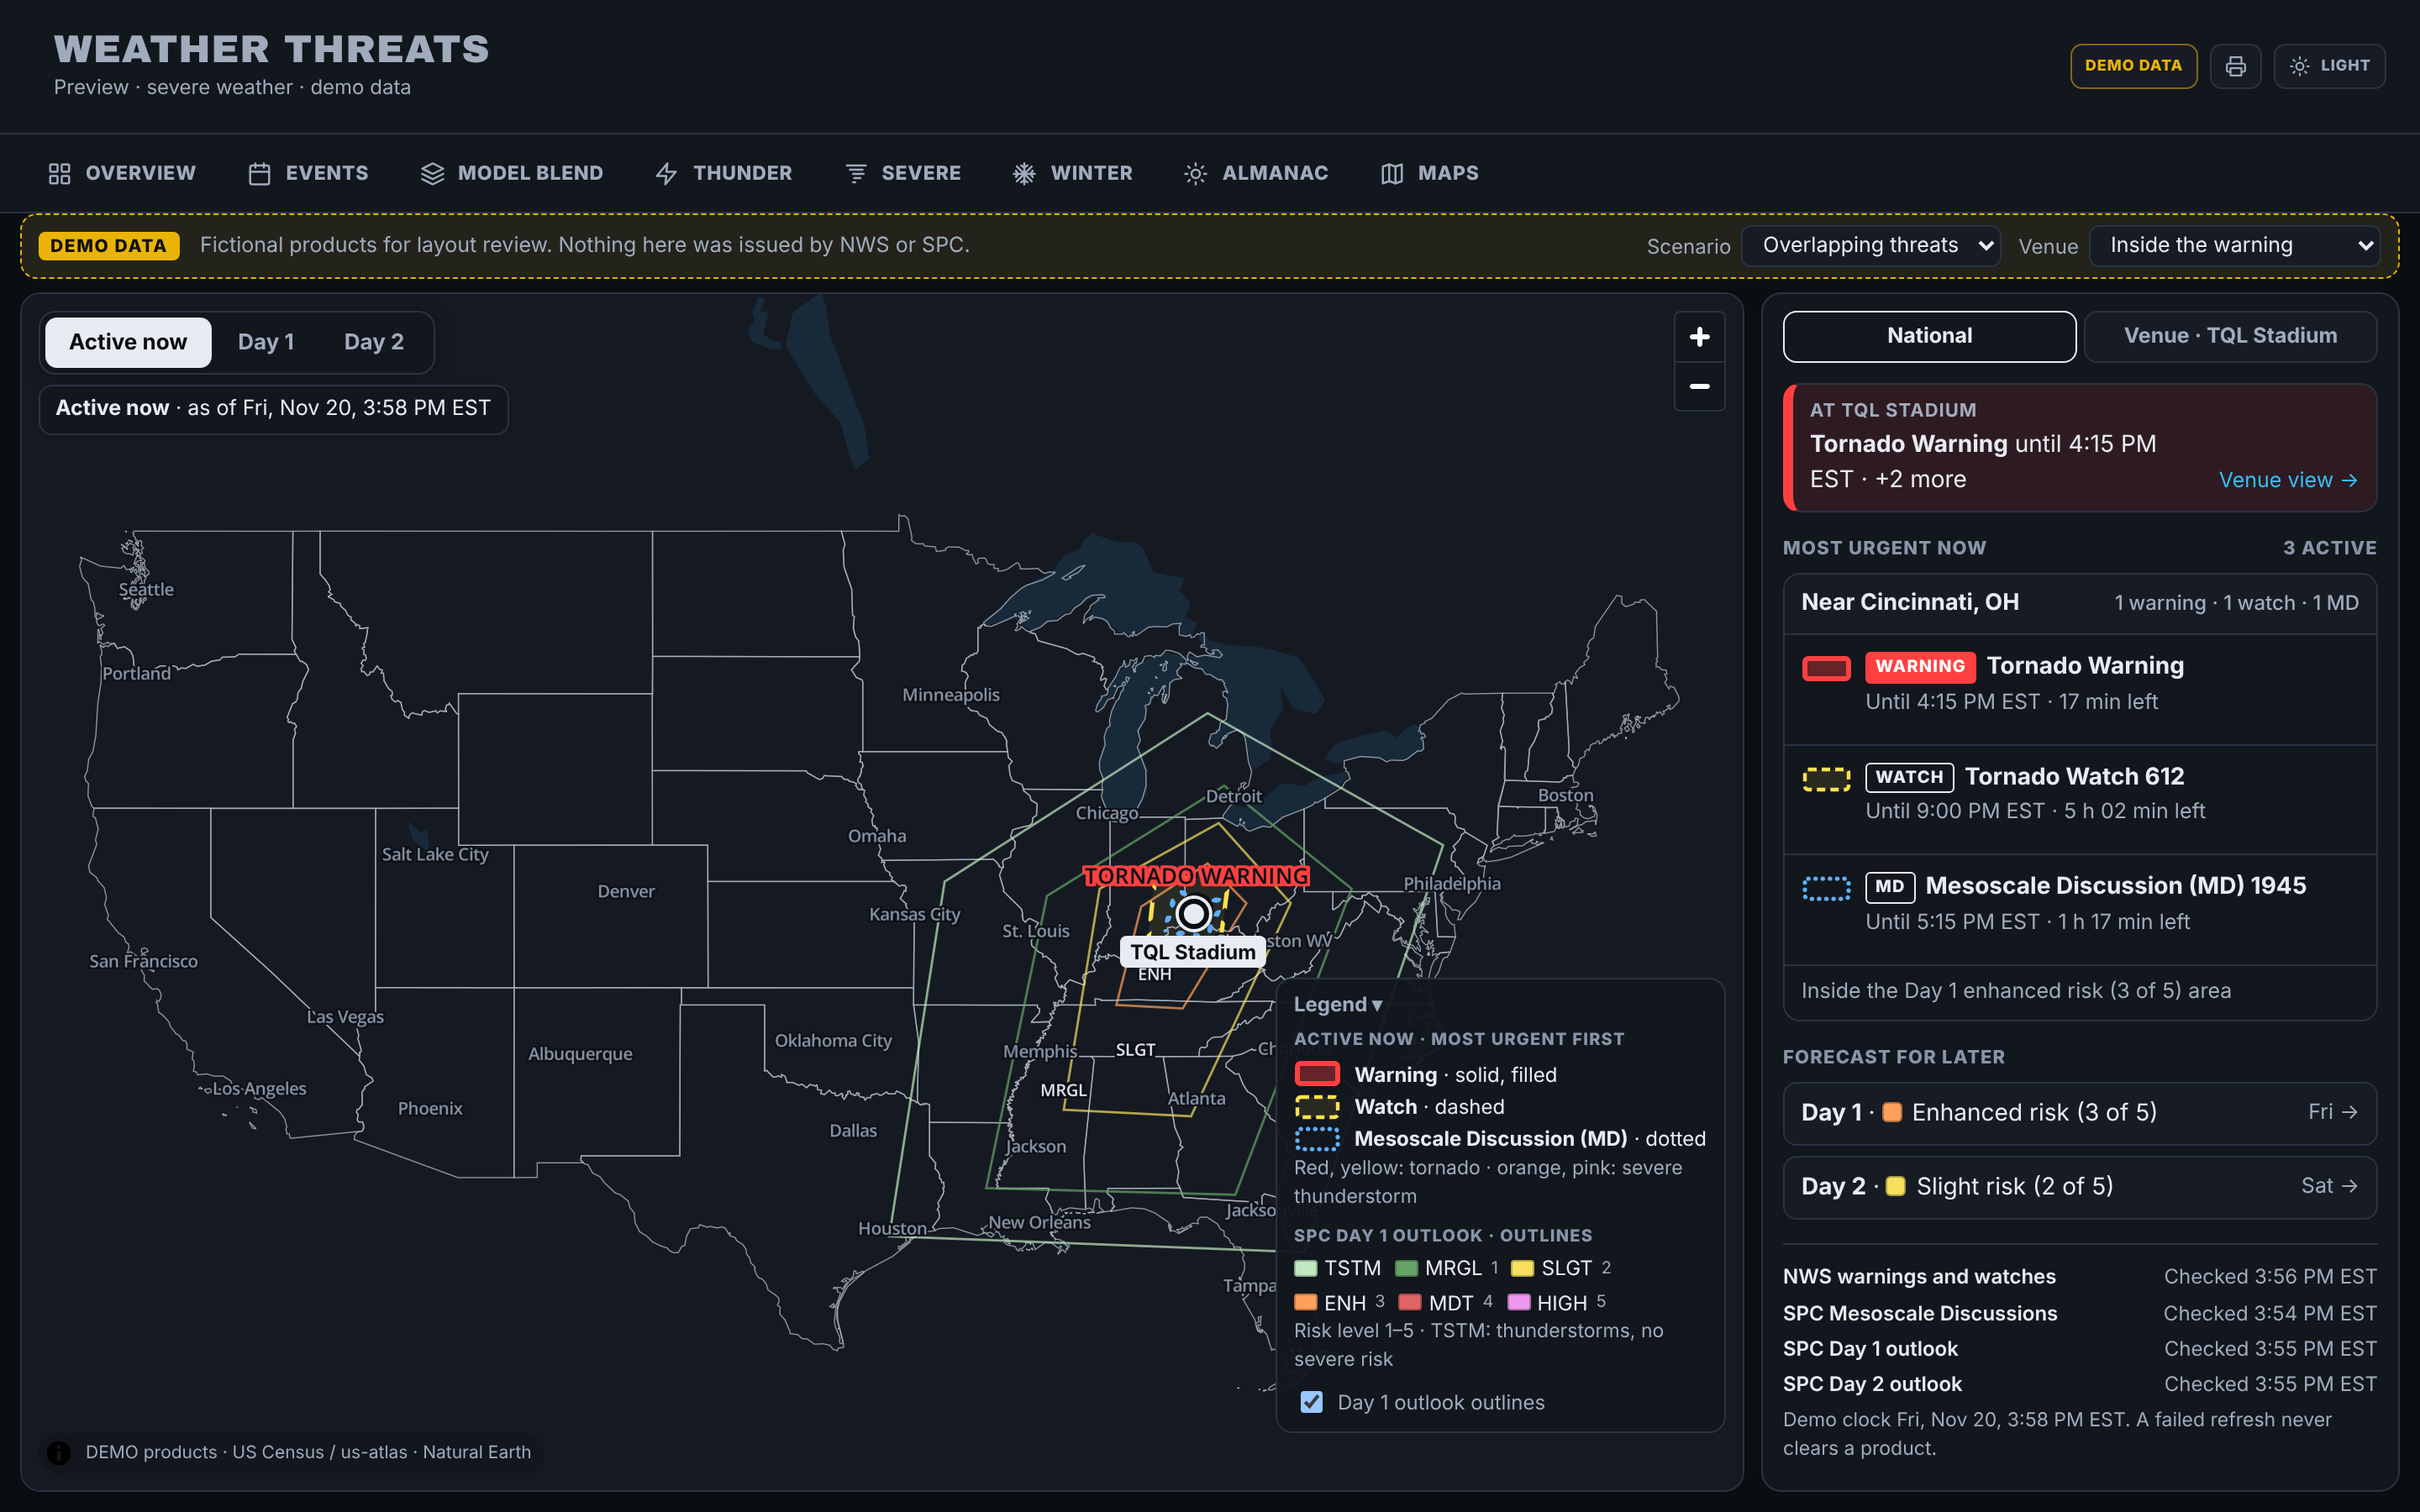 WEATHER THREATS
Preview · severe weather · demo data
DEMO DATA
LIGHT
OVERVIEW
EVENTS
MODEL BLEND
THUNDER
SEVERE
WINTER
ALMANAC
MAPS
DEMO DATA
Fictional products for layout review. Nothing here was issued by NWS or SPC.
Scenario
Overlapping threats
Venue
Inside the warning
Active now
Day 1
Day 2
Active now · as of Fri, Nov 20, 3:58 PM EST
+
−
Seattle
Portland
Minneapolis
Detroit
Boston
Chicago
Omaha
Salt Lake City
TORNADO WARNING
Philadelphia
Denver
Kansas City
St. Louis
ston WV
TQL Stadium
San Francisco
ENH
Las Vegas
Oklahoma City
Albuquerque
Memphis
SLGT
MRGL
Los Angeles
Phoenix
Atlanta
Dallas
Jackson
Houston
New Orleans
Tampa
Legend ▾
ACTIVE NOW · MOST URGENT FIRST
Warning · solid, filled
Watch · dashed
Mesoscale Discussion (MD) · dotted
Red, yellow: tornado · orange, pink: severe
thunderstorm
SPC DAY 1 OUTLOOK · OUTLINES
TSTM MRGL 1 SLGT 2
ENH 3 MDT 4 HIGH 5
Risk level 1–5 · TSTM: thunderstorms, no
severe risk
Day 1 outlook outlines
DEMO products · US Census / us-atlas · Natural Earth
National
Venue · TQL Stadium
AT TQL STADIUM
Tornado Warning until 4:15 PM
EST · +2 more
Venue view →
MOST URGENT NOW
3 ACTIVE
Near Cincinnati, OH
1 warning · 1 watch · 1 MD
WARNING Tornado Warning
Until 4:15 PM EST · 17 min left
WATCH Tornado Watch 612
Until 9:00 PM EST · 5 h 02 min left
MD Mesoscale Discussion (MD) 1945
Until 5:15 PM EST · 1 h 17 min left
Inside the Day 1 enhanced risk (3 of 5) area
FORECAST FOR LATER
Day 1 · Enhanced risk (3 of 5)
Fri →
Day 2 · Slight risk (2 of 5)
Sat →
NWS warnings and watches
Checked 3:56 PM EST
SPC Mesoscale Discussions
Checked 3:54 PM EST
SPC Day 1 outlook
Checked 3:55 PM EST
SPC Day 2 outlook
Checked 3:55 PM EST
Demo clock Fri, Nov 20, 3:58 PM EST. A failed refresh never
clears a product.